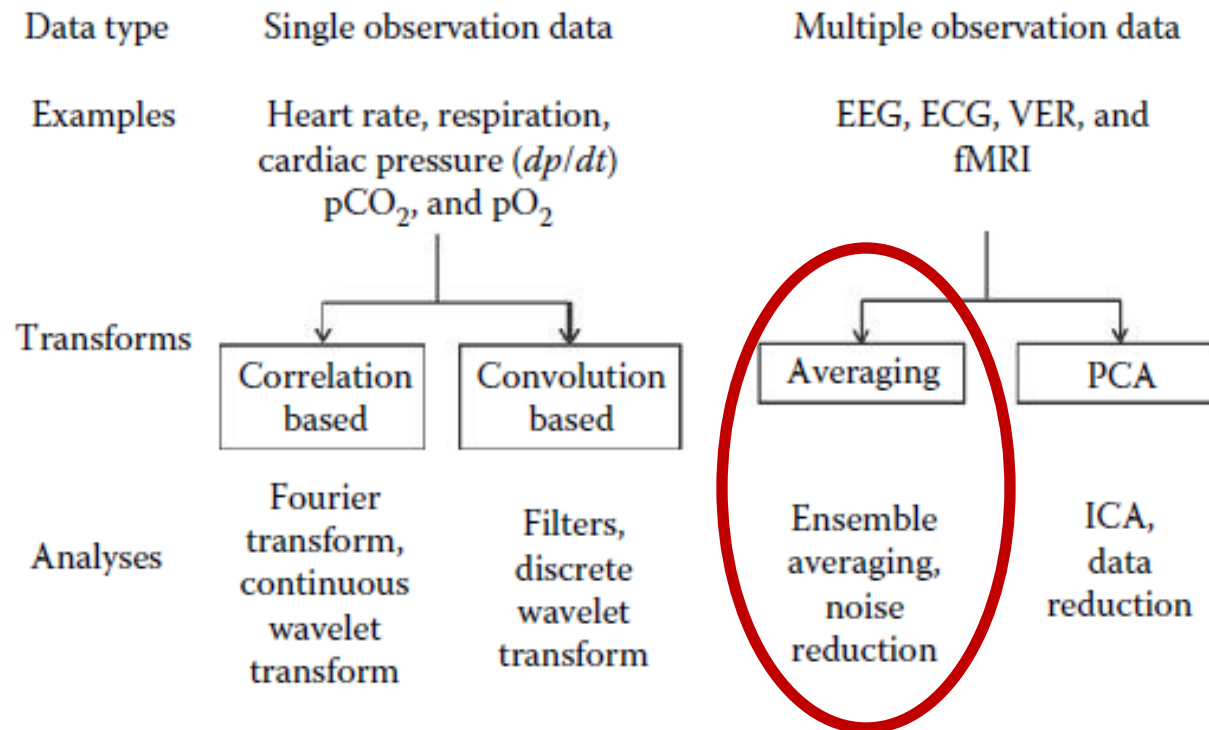 Data type
Single observation data
Multiple observation data
Examples
Heart rate, respiration,
cardiac pressure (dp/dt)
pCO₂, and pO₂
EEG, ECG, VER, and
fMRI
Transforms
Correlation
based
Convolution
based
Averaging
PCA
Analyses
Fourier
transform,
continuous
wavelet
transform
Filters,
discrete
wavelet
transform
Ensemble
averaging,
noise
reduction
ICA,
data
reduction